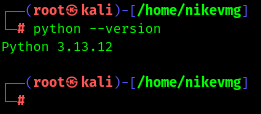 ┌──(root㉿kali)-[/home/nikevmg]
└─# python --version
Python 3.13.12
┌──(root㉿kali)-[/home/nikevmg]
└─#